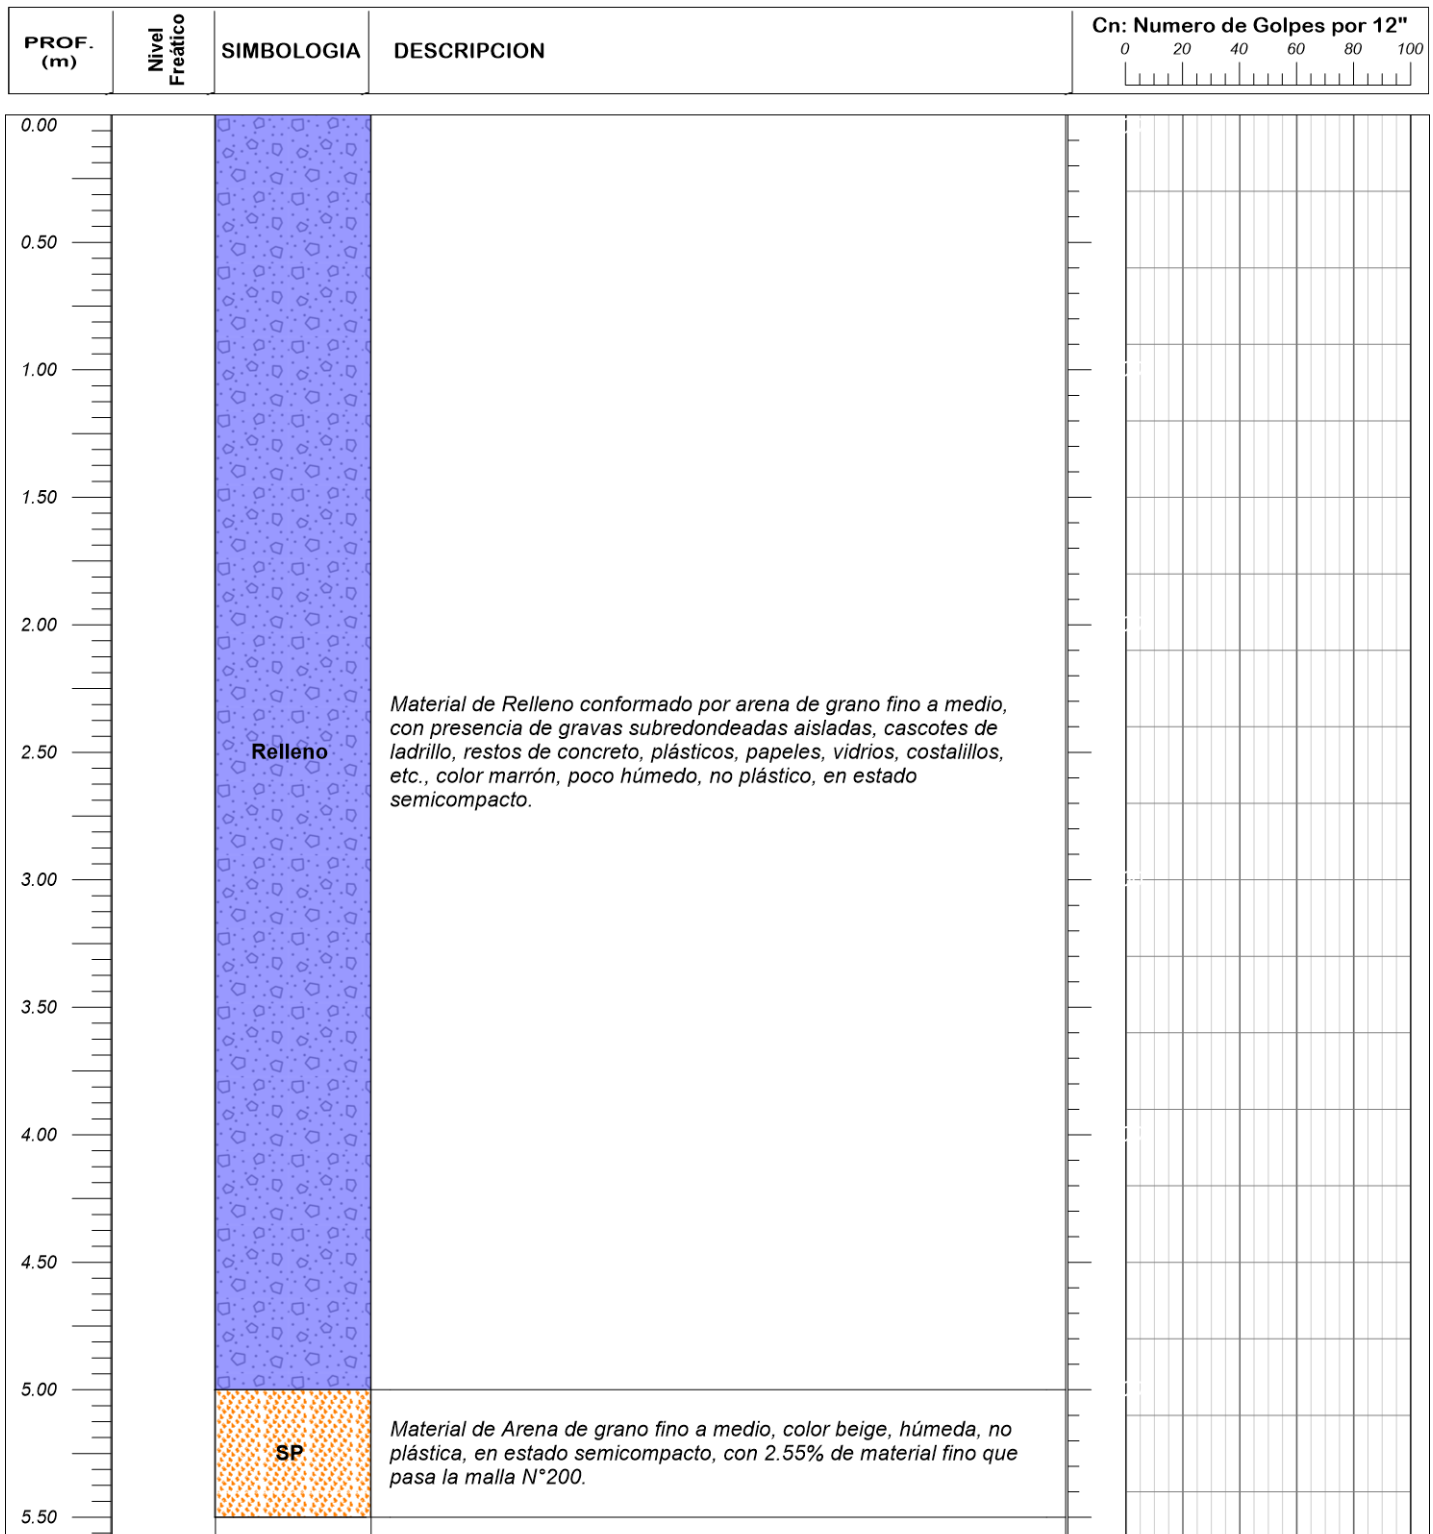 PROF.
(m)
Nivel
Freático
SIMBOLOGIA
DESCRIPCION
Cn: Numero de Golpes por 12"
0 20 40 60 80 100
0.00
0.50
1.00
1.50
2.00
Material de Relleno conformado por arena de grano fino a medio,
con presencia de gravas subredondeadas aisladas, cascotes de
2.50
Relleno
ladrillo, restos de concreto, plásticos, papeles, vidrios, costalillos,
etc., color marrón, poco húmedo, no plástico, en estado
semicompacto.
3.00
3.50
4.00
4.50
5.00
Material de Arena de grano fino a medio, color beige, húmeda, no
SP
plástica, en estado semicompacto, con 2.55% de material fino que
pasa la malla N°200.
5.50